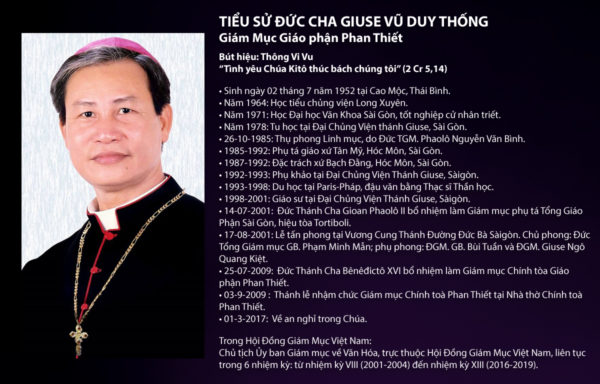 TIỂU SỬ ĐỨC CHA GIUSE VŨ DUY THỐNG
Giám Mục Giáo phận Phan Thiết
Bút hiệu: Thông Vi Vu
“Tình yêu Chúa Kitô thúc bách chúng tôi” (2 Cr 5,14)
• Sinh ngày 02 tháng 7 năm 1952 tại Cao Mộc, Thái Bình.
• Năm 1964: Học tiểu chủng viện Long Xuyên.
• Năm 1971: Học Đại học Văn Khoa Sài Gòn, tốt nghiệp cử nhân triết.
• Năm 1978: Tu học tại Đại Chủng Viện thánh Giuse, Sài Gòn.
• 26-10-1985: Thụ phong Linh mục, do Đức TGM. Phaolô Nguyễn Văn Bình.
• 1985-1992: Phụ tá giáo xứ Tân Mỹ, Hóc Môn, Sài Gòn.
• 1987-1992: Đặc trách xứ Bạch Đằng, Hóc Môn, Sài Gòn.
• 1992-1993: Phụ khảo tại Đại Chủng Viện Thánh Giuse, Sàigòn.
• 1993-1998: Du học tại Paris-Pháp, đậu văn bằng Thạc sĩ Thần học.
• 1998-2001: Giáo sư tại Đại Chủng Viện Thánh Giuse, Sàigòn.
• 14-07-2001: Đức Thánh Cha Gioan Phaolô II bổ nhiệm làm Giám mục phụ tá Tổng Giáo
Phận Sài Gòn, hiệu tòa Tortiboli.
• 17-08-2001: Lễ tấn phong tại Vương Cung Thánh Đường Đức Bà Sàigòn. Chủ phong: Đức
Tổng Giám mục GB. Phạm Minh Mẫn; phụ phong: ĐGM. GB. Bùi Tuần và ĐGM. Giuse Ngô
Quang Kiệt.
• 25-07-2009: Đức Thánh Cha Bênêđictô XVI bổ nhiệm làm Giám mục Chính tòa Giáo
phận Phan Thiết.
• 03-9-2009 : Thánh lễ nhậm chức Giám mục Chính toà Phan Thiết tại Nhà thờ Chính toà
Phan Thiết.
• 01-3-2017: Về an nghỉ trong Chúa.
Trong Hội Đồng Giám Mục Việt Nam:
Chủ tịch Ủy ban Giám mục về Văn Hóa, trực thuộc Hội Đồng Giám Mục Việt Nam, liên tục
trong 6 nhiệm kỳ: từ nhiệm kỳ VIII (2001-2004) đến nhiệm kỳ XIII (2016-2019).